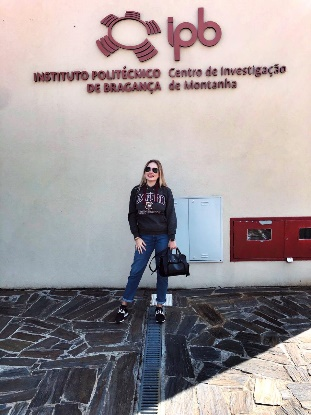 ipb
INSTITUTO POLITÉCNICO
DE BRAGANÇA
Centro de Investigação
de Montanha